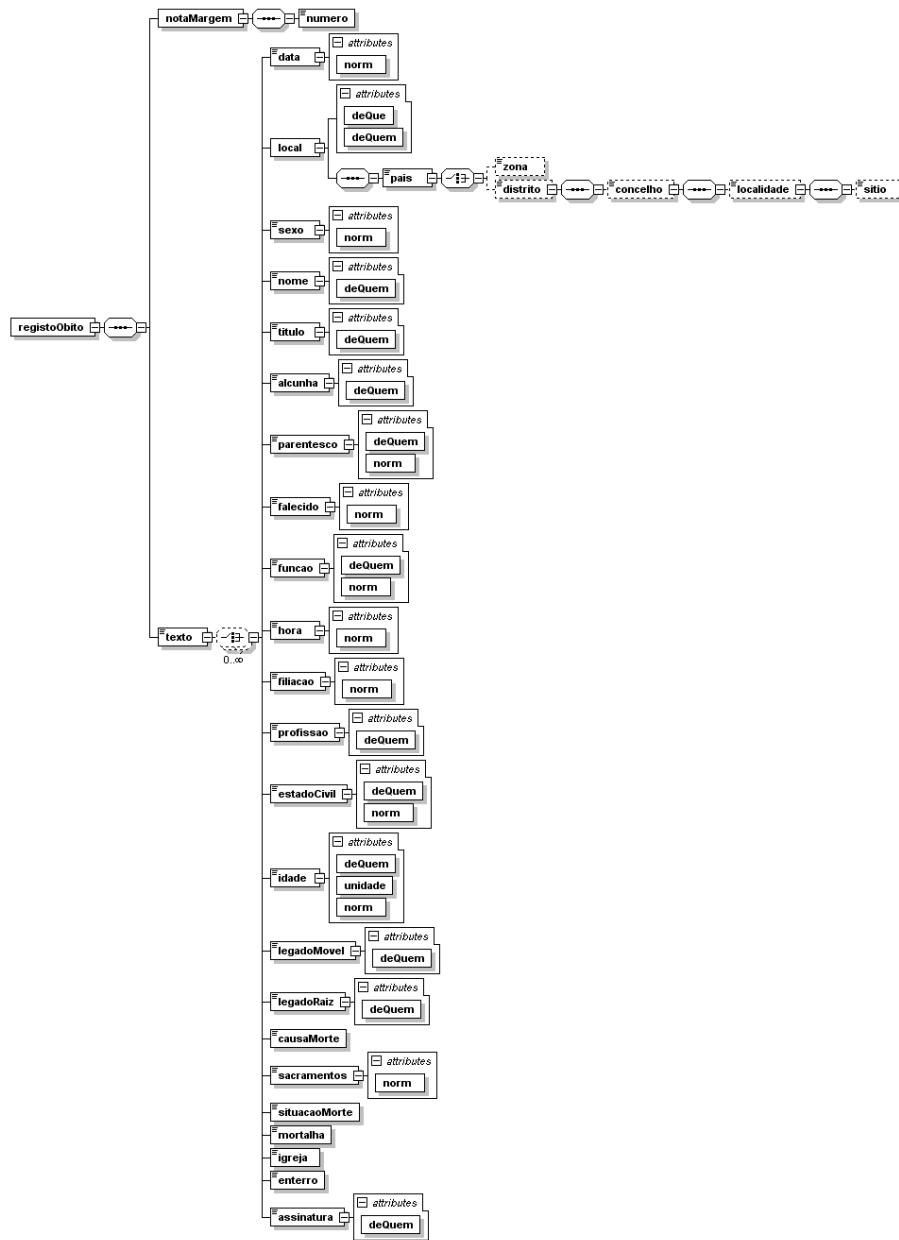 notaMargem numero
data
attributes
norm
local
attributes
deQue
deQuem
pais
zona
distrito concelho localidade sitio
sexo
attributes
norm
nome
attributes
deQuem
registoObito
titulo
attributes
deQuem
alcunha
attributes
deQuem
parentesco
attributes
deQuem
norm
falecido
attributes
norm
funcao
attributes
deQuem
norm
texto
0..∞
hora
attributes
norm
filiacao
attributes
norm
profissao
attributes
deQuem
estadoCivil
attributes
deQuem
norm
idade
attributes
deQuem
unidade
norm
legadoMovel
attributes
deQuem
legadoRaiz
attributes
deQuem
causaMorte
sacramentos
attributes
norm
situacaoMorte
mortalha
igreja
enterro
assinatura
attributes
deQuem